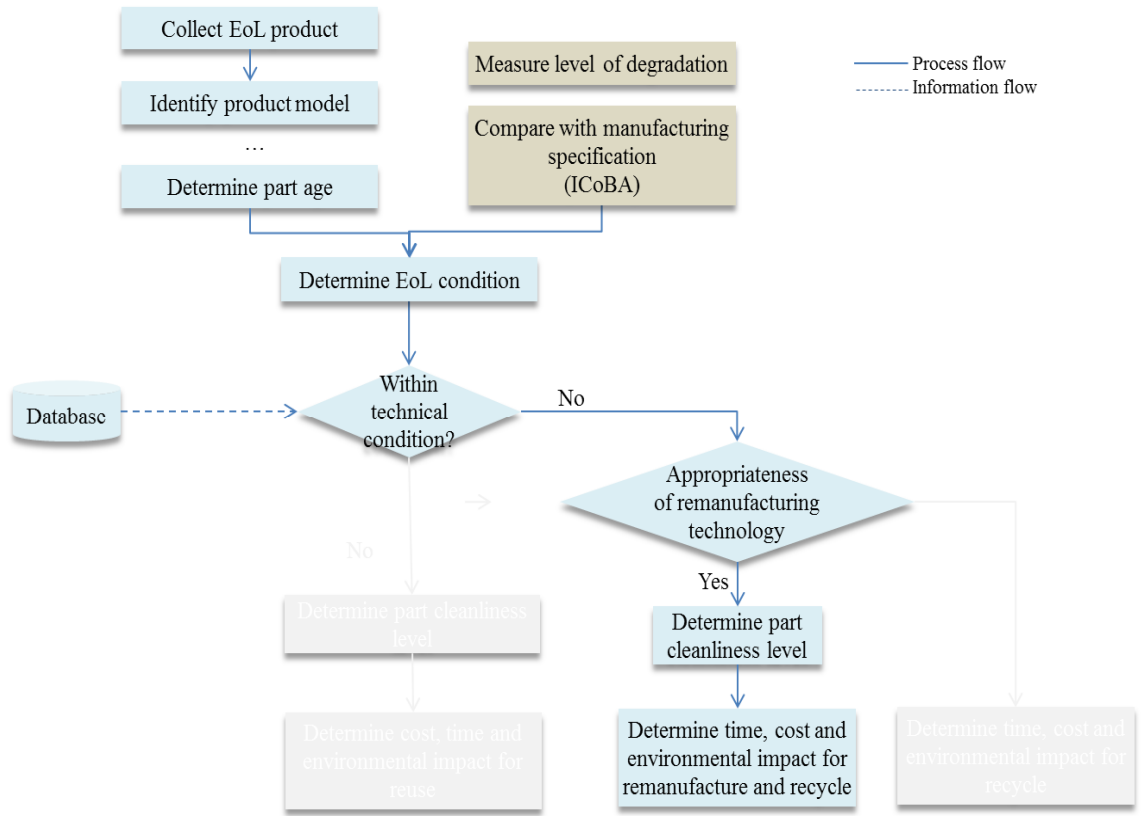 Collect EoL product
Identify product model
…
Determine part age
Measure level of degradation
Compare with manufacturing
specification
(ICoBA)
Process flow
Information flow
Determine EoL condition
Within
technical
condition?
Database
No
Appropriateness
of remanufacturing
technology
No
Yes
Determine part cleanliness
level
Determine part
cleanliness level
Determine cost, time and
environmental impact for
reuse
Determine time, cost and
environmental impact for
remanufacture and recycle
Determine time, cost and
environmental impact for
recycle